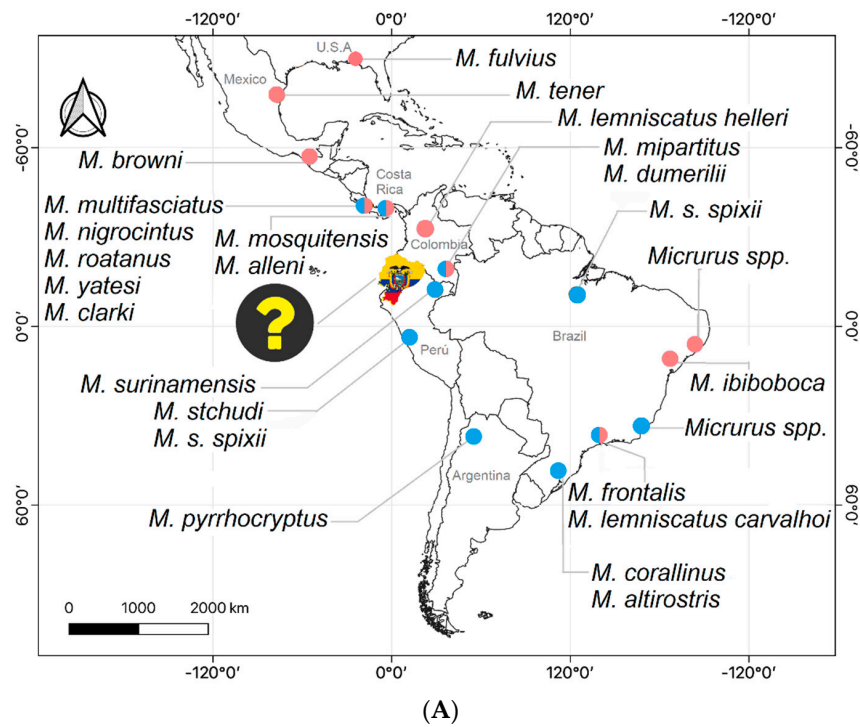 -120°0′ 0°0′ 120°0′ -120°0′
U.S.A
M. fulvius
Mexico
M. tener
M. lemniscatus helleri
-60°0′
-60°0′
M. mipartitus
M. browni
M. dumerilii
Costa
Rica
M. multifasciatus
M. nigrocintus
M. roatanus
M. yatesi
M. clarki
M. mosquitensis
M. alleni
Colombia
M. s. spixii
Micrurus spp.
?
0°0′
0°0′
Brazil
Perú
M. surinamensis
M. stchudi
M. s. spixii
M. ibiboboca
Micrurus spp.
Argentina
M. pyrrhocryptus
M. frontalis
M. lemniscatus carvalhoi
60°0′
60°0′
M. corallinus
M. altirostris
0 1000 2000 km
-120°0′ 0°0′ 120°0′ -120°0′
(A)